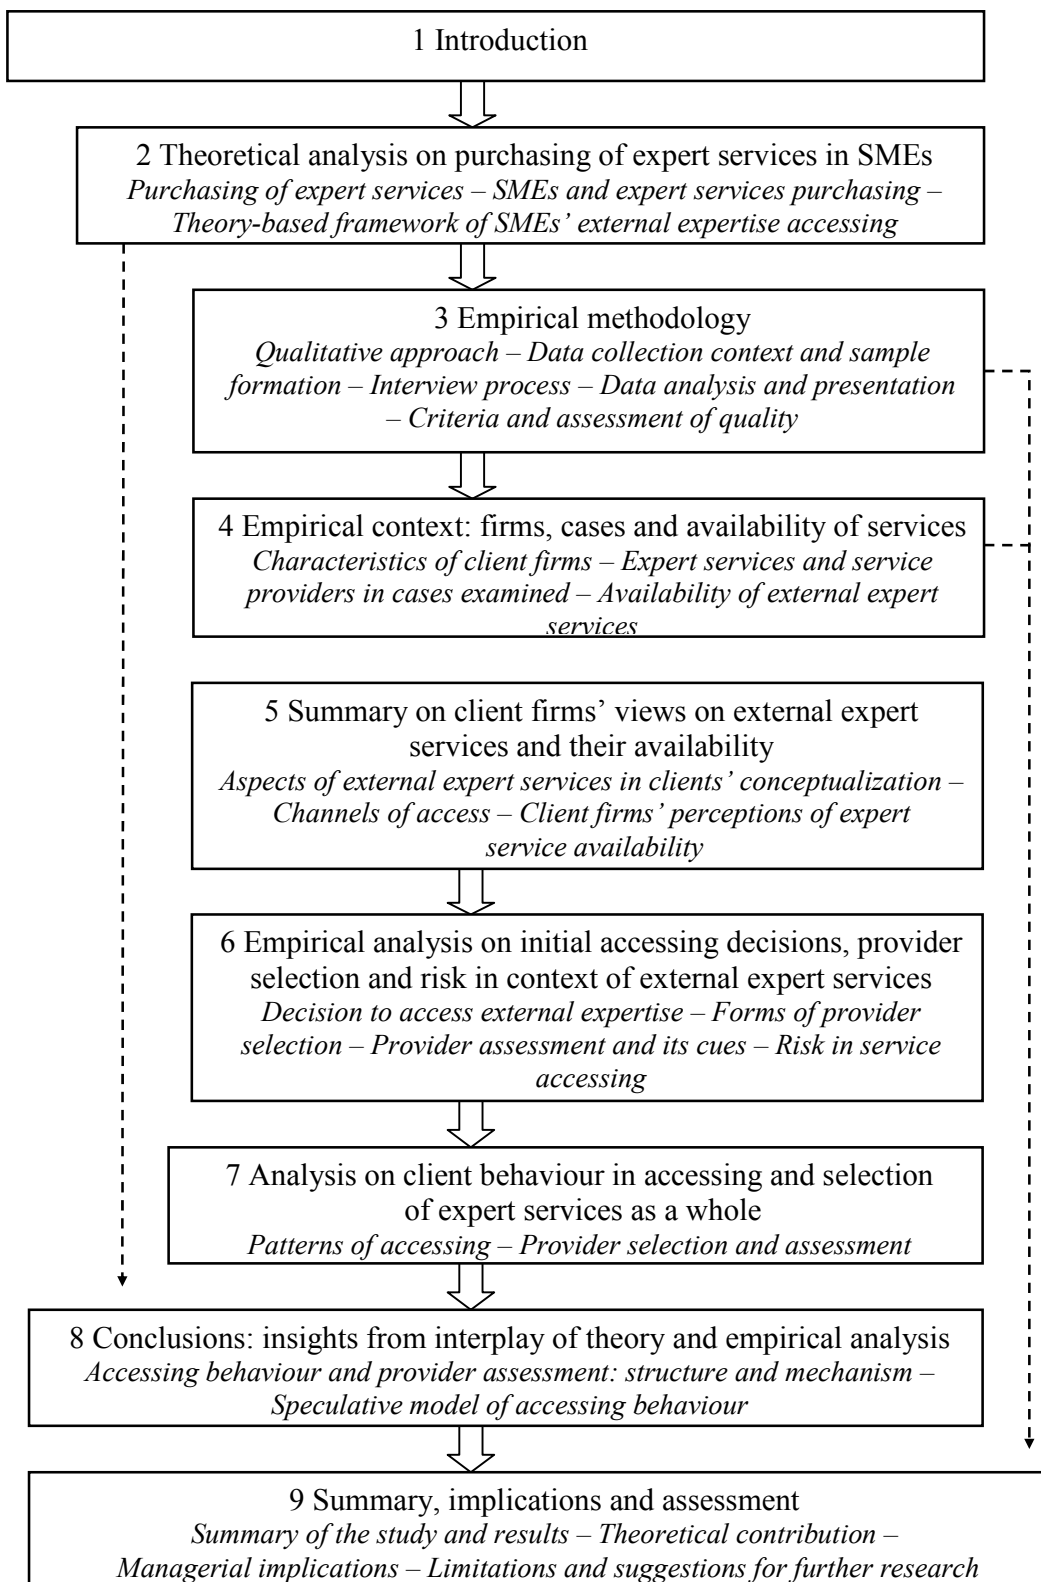 1 Introduction
2 Theoretical analysis on purchasing of expert services in SMEs
Purchasing of expert services – SMEs and expert services purchasing –
Theory-based framework of SMEs’ external expertise accessing
3 Empirical methodology
Qualitative approach – Data collection context and sample
formation – Interview process – Data analysis and presentation
– Criteria and assessment of quality
4 Empirical context: firms, cases and availability of services
Characteristics of client firms – Expert services and service
providers in cases examined – Availability of external expert
services
5 Summary on client firms’ views on external expert
services and their availability
Aspects of external expert services in clients’ conceptualization –
Channels of access – Client firms’ perceptions of expert
service availability
6 Empirical analysis on initial accessing decisions, provider
selection and risk in context of external expert services
Decision to access external expertise – Forms of provider
selection – Provider assessment and its cues – Risk in service
accessing
7 Analysis on client behaviour in accessing and selection
of expert services as a whole
Patterns of accessing – Provider selection and assessment
8 Conclusions: insights from interplay of theory and empirical analysis
Accessing behaviour and provider assessment: structure and mechanism –
Speculative model of accessing behaviour
9 Summary, implications and assessment
Summary of the study and results – Theoretical contribution –
Managerial implications – Limitations and suggestions for further research